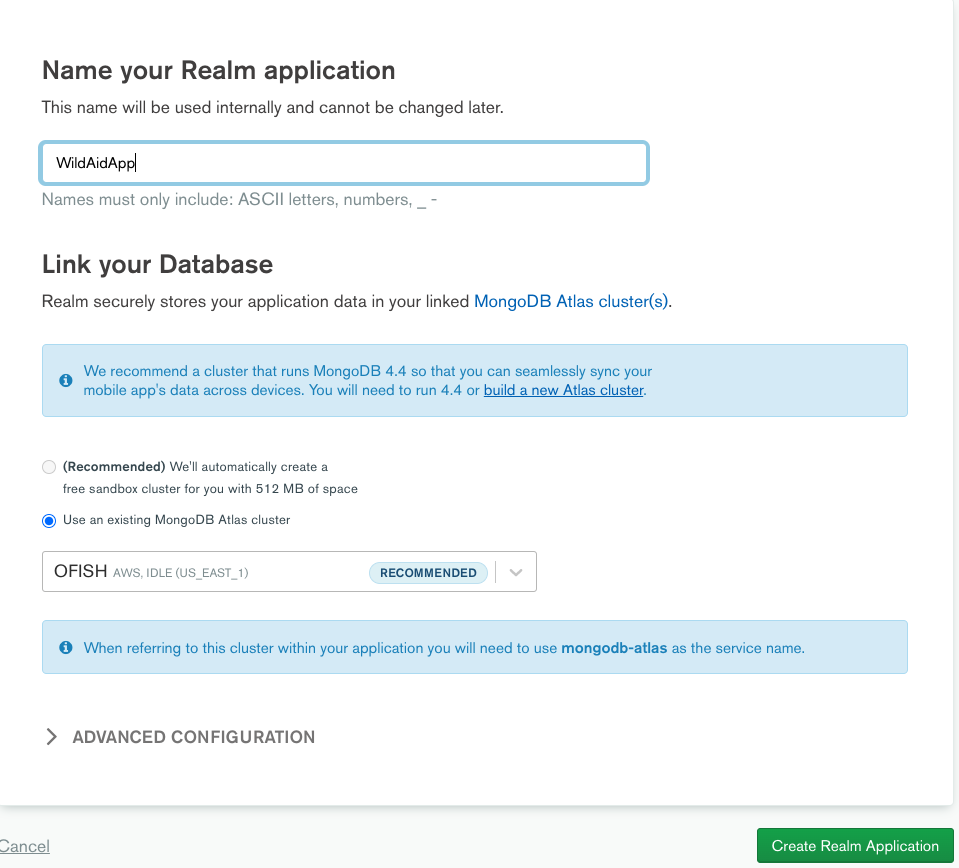 Name your Realm application
This name will be used internally and cannot be changed later.
WildAidApp
Names must only include: ASCII letters, numbers, _ -
Link your Database
Realm securely stores your application data in your linked MongoDB Atlas cluster(s).
We recommend a cluster that runs MongoDB 4.4 so that you can seamlessly sync your
mobile app's data across devices. You will need to run 4.4 or build a new Atlas cluster.
(Recommended) We'll automatically create a
free sandbox cluster for you with 512 MB of space
Use an existing MongoDB Atlas cluster
OFISH AWS, IDLE (US_EAST_1) RECOMMENDED
When referring to this cluster within your application you will need to use mongodb-atlas as the service name.
ADVANCED CONFIGURATION
Cancel Create Realm Application